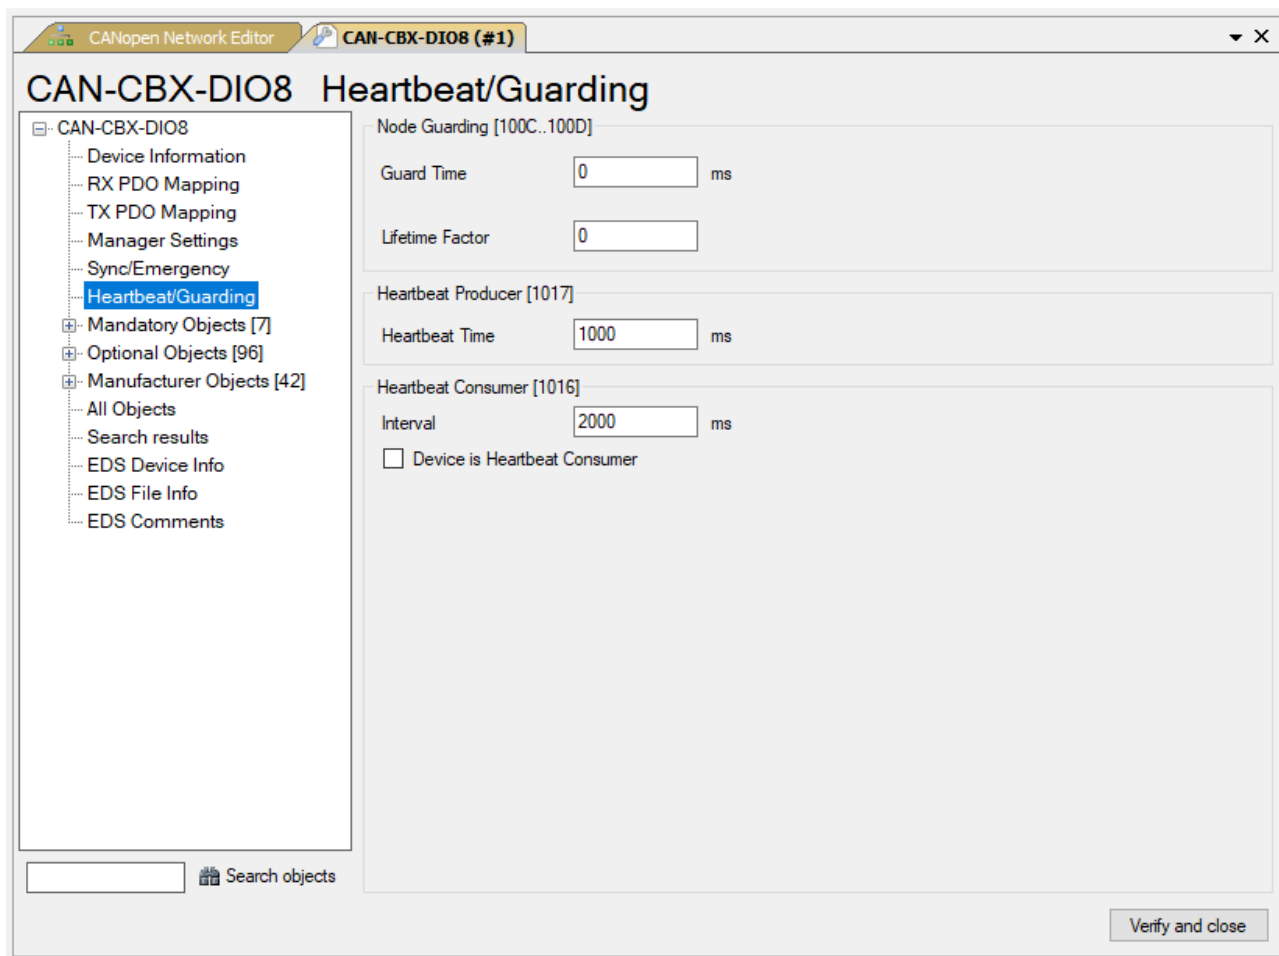 CANopen Network Editor
CAN-CBX-DIO8 (#1)
CAN-CBX-DIO8 Heartbeat/Guarding
CAN-CBX-DIO8
Device Information
RX PDO Mapping
TX PDO Mapping
Manager Settings
Sync/Emergency
Heartbeat/Guarding
Mandatory Objects [7]
Optional Objects [96]
Manufacturer Objects [42]
All Objects
Search results
EDS Device Info
EDS File Info
EDS Comments
Search objects
Node Guarding [100C..100D]
Guard Time 0 ms
Lifetime Factor 0
Heartbeat Producer [1017]
Heartbeat Time 1000 ms
Heartbeat Consumer [1016]
Interval 2000 ms
Device is Heartbeat Consumer
Verify and close